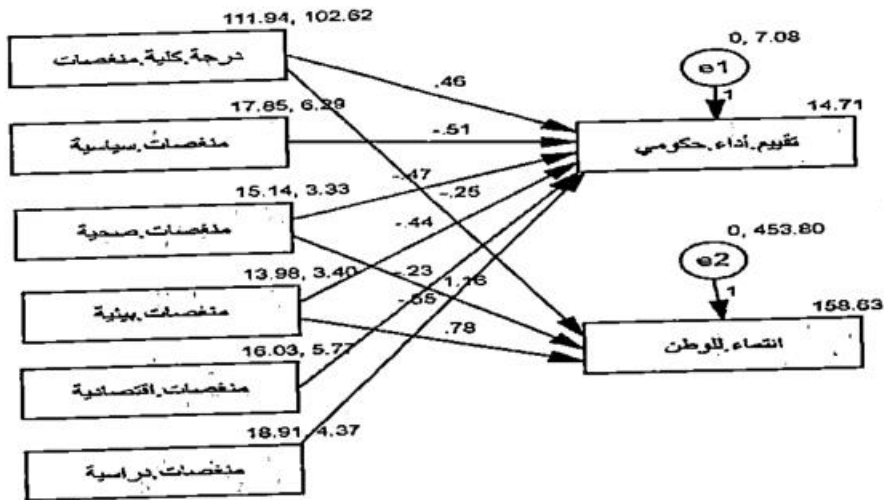 111.94, 102.62
درجة.كلية.منغصات
17.85, 6.29
منغصات.سياسية
15.14, 3.33
منغصات.صحية
13.98, 3.40
منغصات.بيئية
16.03, 5.77
منغصات.اقتصادية
18.91, 4.37
منغصات.دراسية
.46
-.51
-.47
-.25
-.44
-.23
1.16
-.55
.78
0, 7.08
e1
1
14.71
تقييم.أداء.حكومي
0, 453.80
e2
1
158.63
انتماء.للوطن